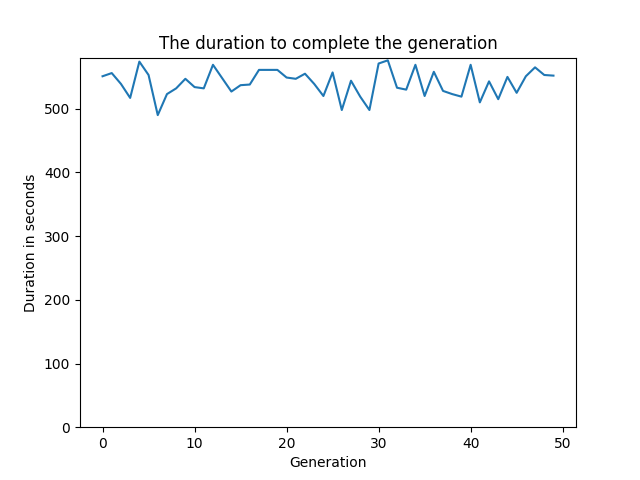 The duration to complete the generation
Duration in seconds
500
400
300
200
100
0
0 10 20 30 40 50
Generation